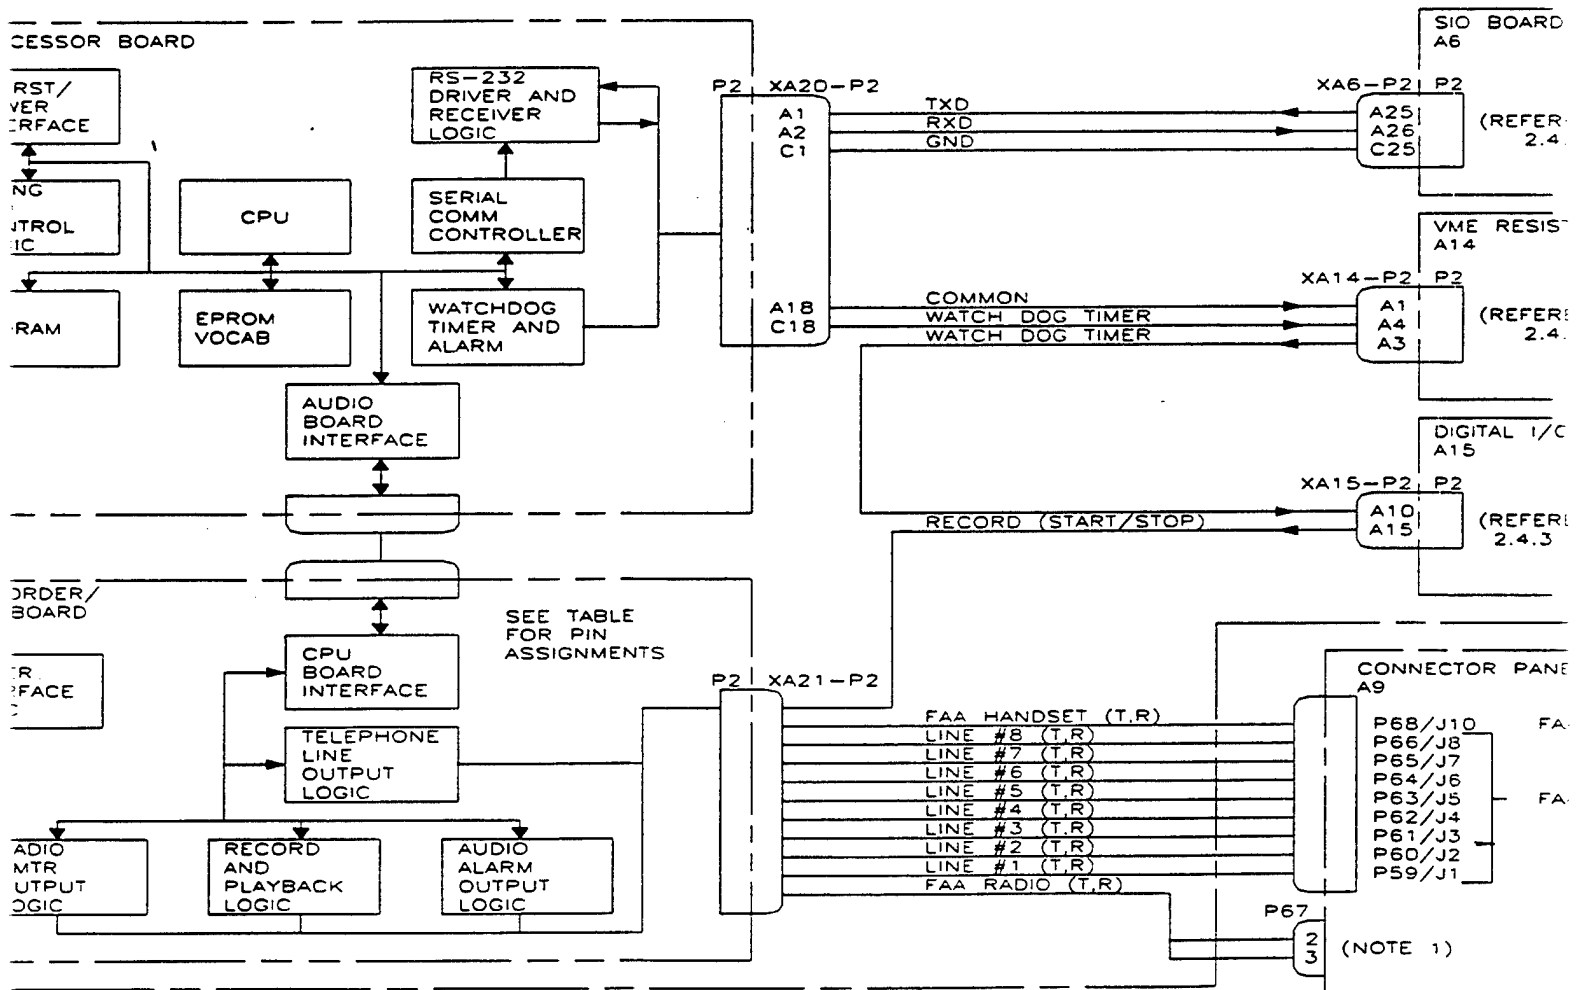 CESSOR BOARD
RST/
WER
ERFACE
NG
NTROL
IC
RAM
CPU
EPROM
VOCAB
RS-232
DRIVER AND
RECEIVER
LOGIC
SERIAL
COMM
CONTROLLER
WATCHDOG
TIMER AND
ALARM
AUDIO
BOARD
INTERFACE
P2 XA20-P2
A1
A2
C1
A18
C18
TXD
RXD
GND
COMMON
WATCH DOG TIMER
WATCH DOG TIMER
RECORD (START/STOP)
SIO BOARD
A6
XA6-P2 P2
A25
A26
C25
(REFER
2.4.
VME RESIST
A14
XA14-P2 P2
A1
A4
A3
(REFER
2.4.
DIGITAL I/O
A15
XA15-P2 P2
A10
A15
(REFER
2.4.3
ORDER/
BOARD
ER
RFACE
C
SEE TABLE
FOR PIN
ASSIGNMENTS
CPU
BOARD
INTERFACE
TELEPHONE
LINE
OUTPUT
LOGIC
ADIO
MTR
UTPUT
OGIC
RECORD
AND
PLAYBACK
LOGIC
AUDIO
ALARM
OUTPUT
LOGIC
P2 XA21-P2
FAA HANDSET (T,R)
LINE #8 (T,R)
LINE #7 (T,R)
LINE #6 (T,R)
LINE #5 (T,R)
LINE #4 (T,R)
LINE #3 (T,R)
LINE #2 (T,R)
LINE #1 (T,R)
FAA RADIO (T,R)
CONNECTOR PANE
A9
P68/J10 FA
P66/J8
P65/J7
P64/J6
P63/J5 FA
P62/J4
P61/J3
P60/J2
P59/J1
P67
2
3
(NOTE 1)